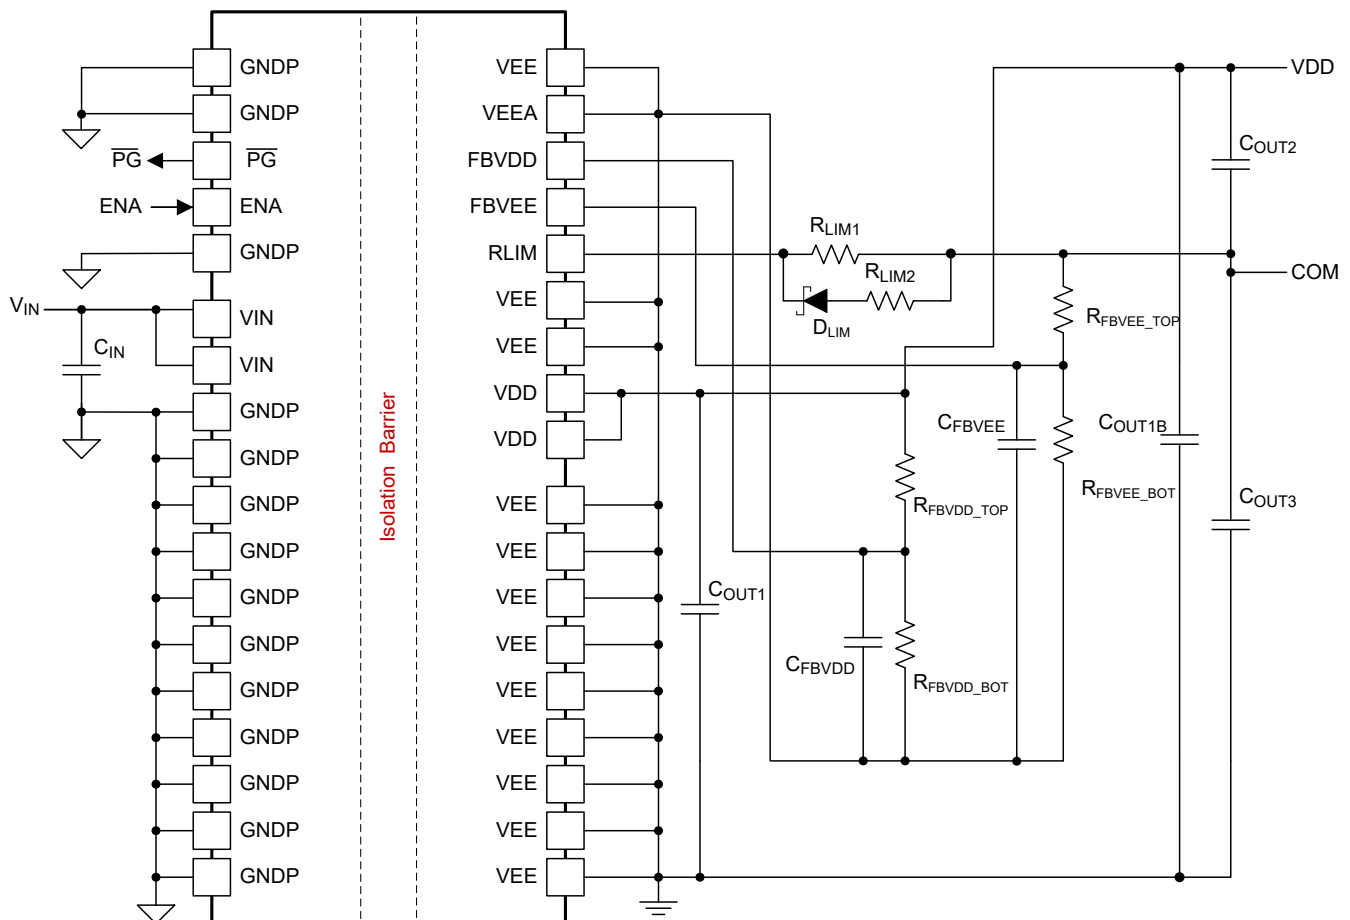 GNDP
GNDP
PG
PG
ENA
ENA
GNDP
VIN
VIN
CIN
VIN
GNDP
GNDP
GNDP
GNDP
GNDP
GNDP
GNDP
GNDP
GNDP
GNDP
GNDP
Isolation Barrier
VEE
VEEA
FBVDD
FBVEE
RLIM
VEE
VEE
VDD
VDD
VEE
VEE
VEE
VEE
VEE
VEE
VEE
VEE
VEE
RLIM1
RLIM2
DLIM
RFBVEE_TOP
CFBVEE
RFBVEE_BOT
RFBVDD_TOP
COUT1
CFBVDD
RFBVDD_BOT
COUT1B
VDD
COUT2
COM
COUT3